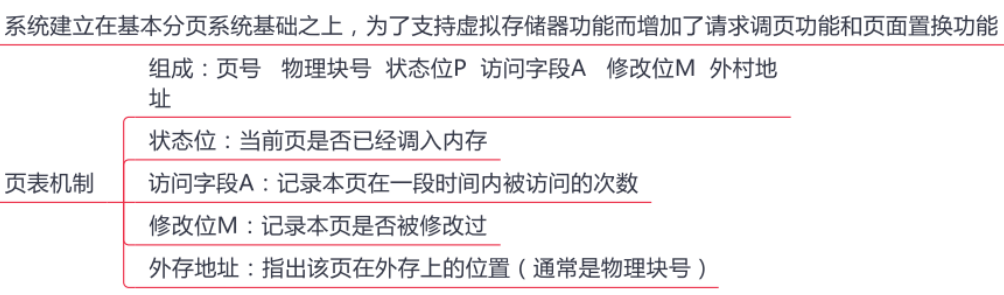 系统建立在基本分页系统基础之上，为了支持虚拟存储器功能而增加了请求调页功能和页面置换功能
组成：页号 物理块号 状态位P 访问字段A 修改位M 外村地
址
状态位：当前页是否已经调入内存
页表机制
访问字段A：记录本页在一段时间内被访问的次数
修改位M：记录本页是否被修改过
外存地址：指出该页在外存上的位置（通常是物理块号）